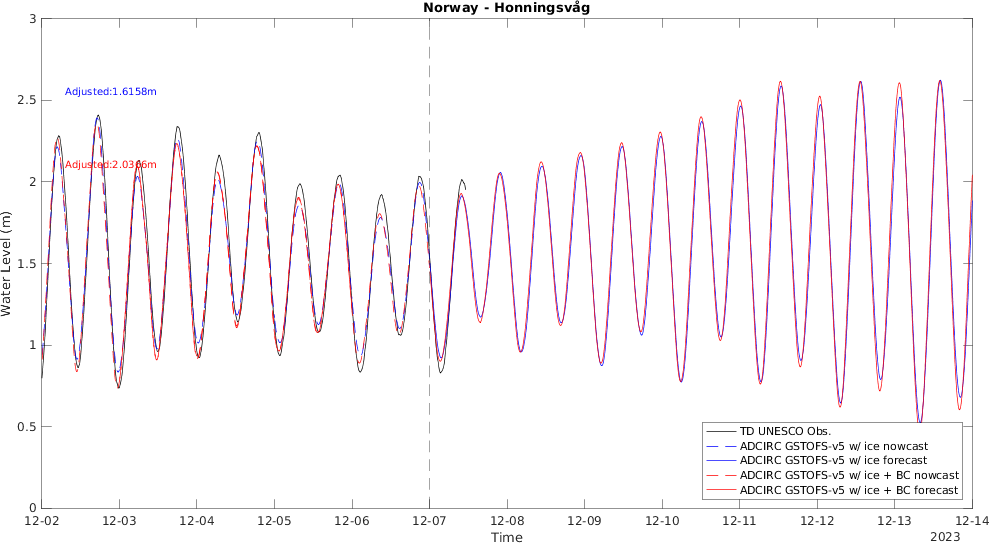 Norway - Honningsvåg
3
2.5
2
1.5
1
0.5
0
Water Level (m)
Adjusted:1.6158m
Adjusted:2.0366m
TD UNESCO Obs.
ADCIRC GSTOFS-v5 w/ ice nowcast
ADCIRC GSTOFS-v5 w/ ice forecast
ADCIRC GSTOFS-v5 w/ ice + BC nowcast
ADCIRC GSTOFS-v5 w/ ice + BC forecast
12-02 12-03 12-04 12-05 12-06 12-07 12-08 12-09 12-10 12-11 12-12 12-13 12-14
Time
2023